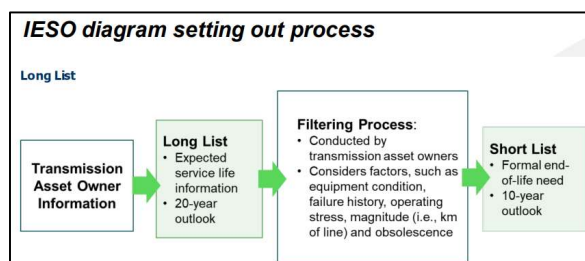 IESO diagram setting out process
Long List
Transmission
Asset Owner
Information
Long List
• Expected
service life
information
• 20-year
outlook
Filtering Process:
• Conducted by
transmission asset owners
• Considers factors, such as
equipment condition,
failure history, operating
stress, magnitude (i.e., km
of line) and obsolescence
Short List
• Formal end-
of-life need
• 10-year
outlook